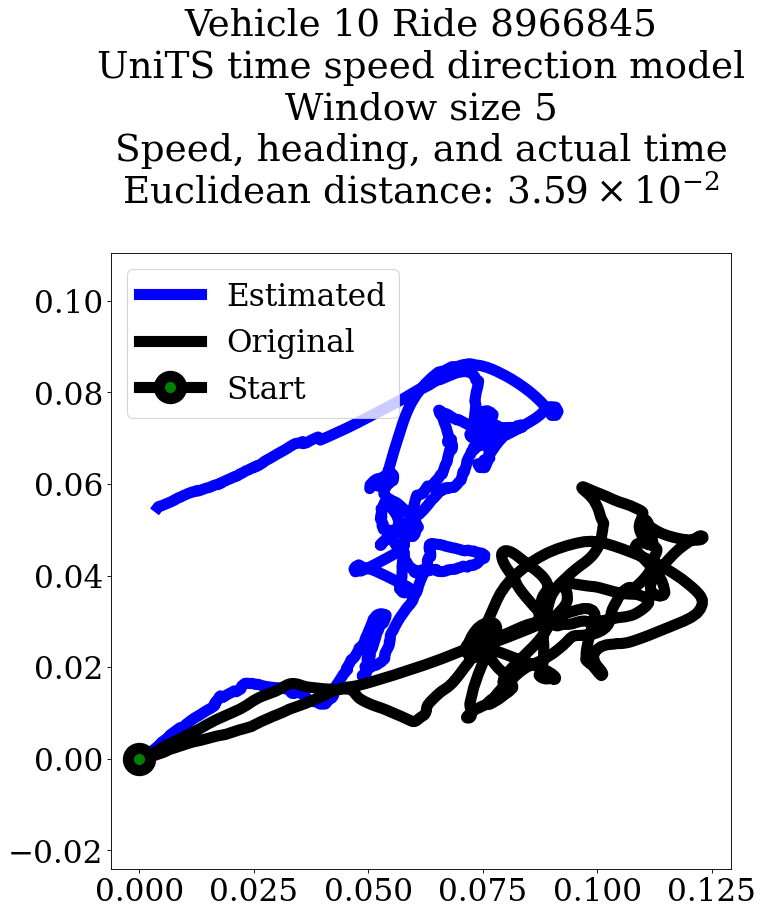 Vehicle 10 Ride 8966845
UniTS time speed direction model
Window size 5
Speed, heading, and actual time
Euclidean distance: 3.59 × 10⁻²
Estimated
Original
Start
0.10
0.08
0.06
0.04
0.02
0.00
−0.02
0.000 0.025 0.050 0.075 0.100 0.125